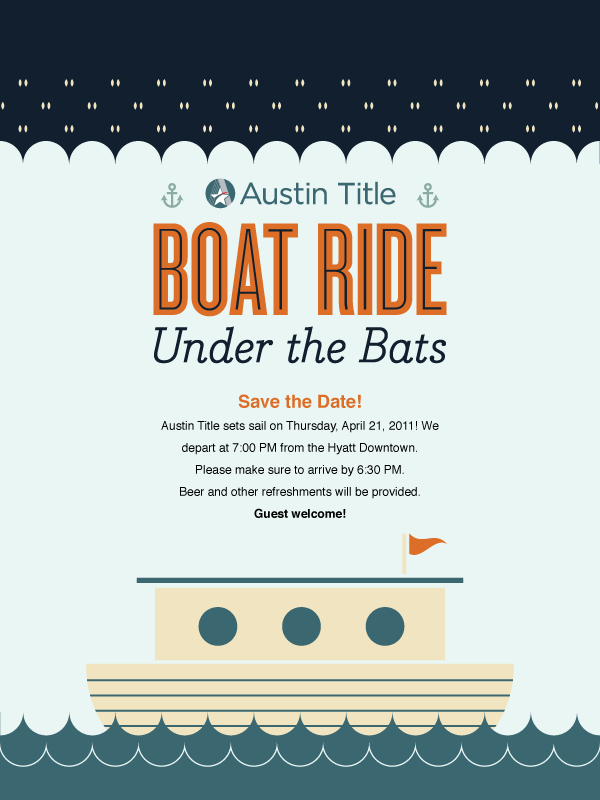 Austin Title
BOAT RIDE
Under the Bats
Save the Date!
Austin Title sets sail on Thursday, April 21, 2011! We
depart at 7:00 PM from the Hyatt Downtown.
Please make sure to arrive by 6:30 PM.
Beer and other refreshments will be provided.
Guest welcome!